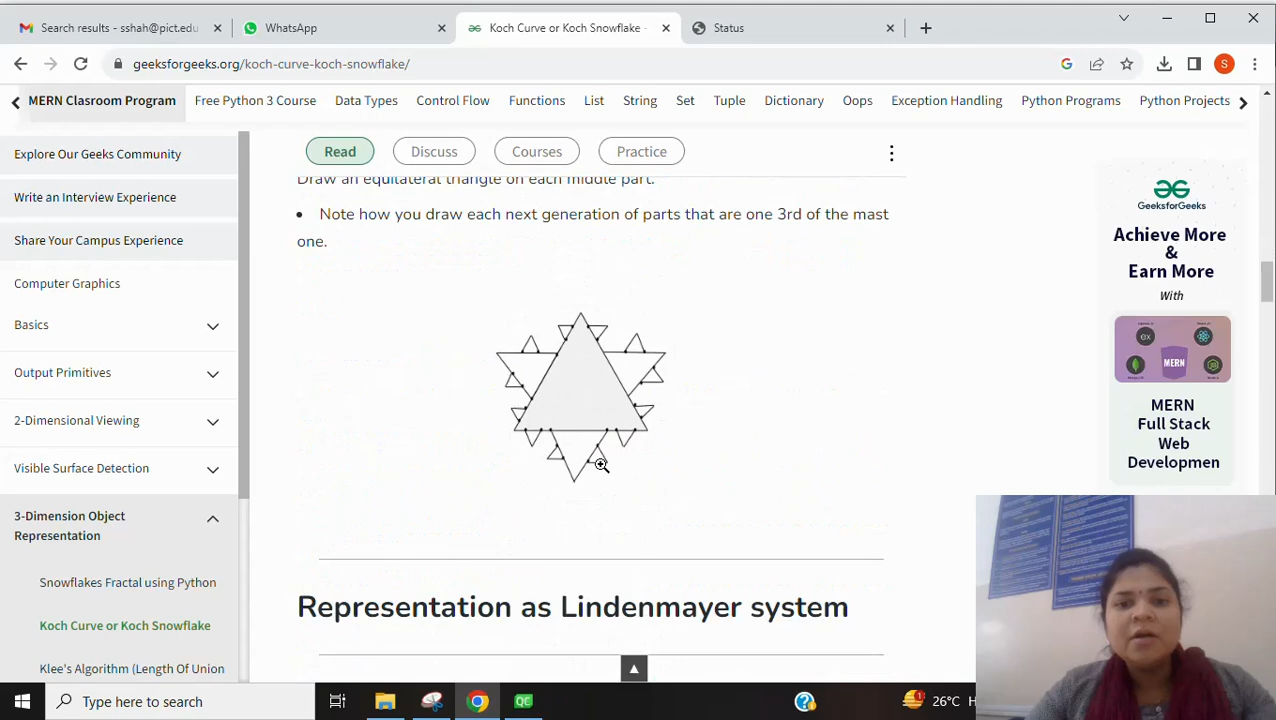 Search results - sshah@pict.edu
WhatsApp
Koch Curve or Koch Snowflake -
Status
geeksforgeeks.org/koch-curve-koch-snowflake/
S
MERN Clasroom Program
Free Python 3 Course
Data Types
Control Flow
Functions
List
String
Set
Tuple
Dictionary
Oops
Exception Handling
Python Programs
Python Projects
Explore Our Geeks Community
Write an Interview Experience
Share Your Campus Experience
Computer Graphics
Basics
Output Primitives
2-Dimensional Viewing
Visible Surface Detection
3-Dimension Object
Representation
Snowflakes Fractal using Python
Koch Curve or Koch Snowflake
Klee's Algorithm (Length Of Union
Read
Discuss
Courses
Practice
Draw an equilateral triangle on each middle part.
• Note how you draw each next generation of parts that are one 3rd of the mast
one.
Representation as Lindenmayer system
GeeksforGeeks
Achieve More
&
Earn More
With
ex
MERN
MERN
Full Stack
Web
Developmen
Type here to search
QC
1
26°C H